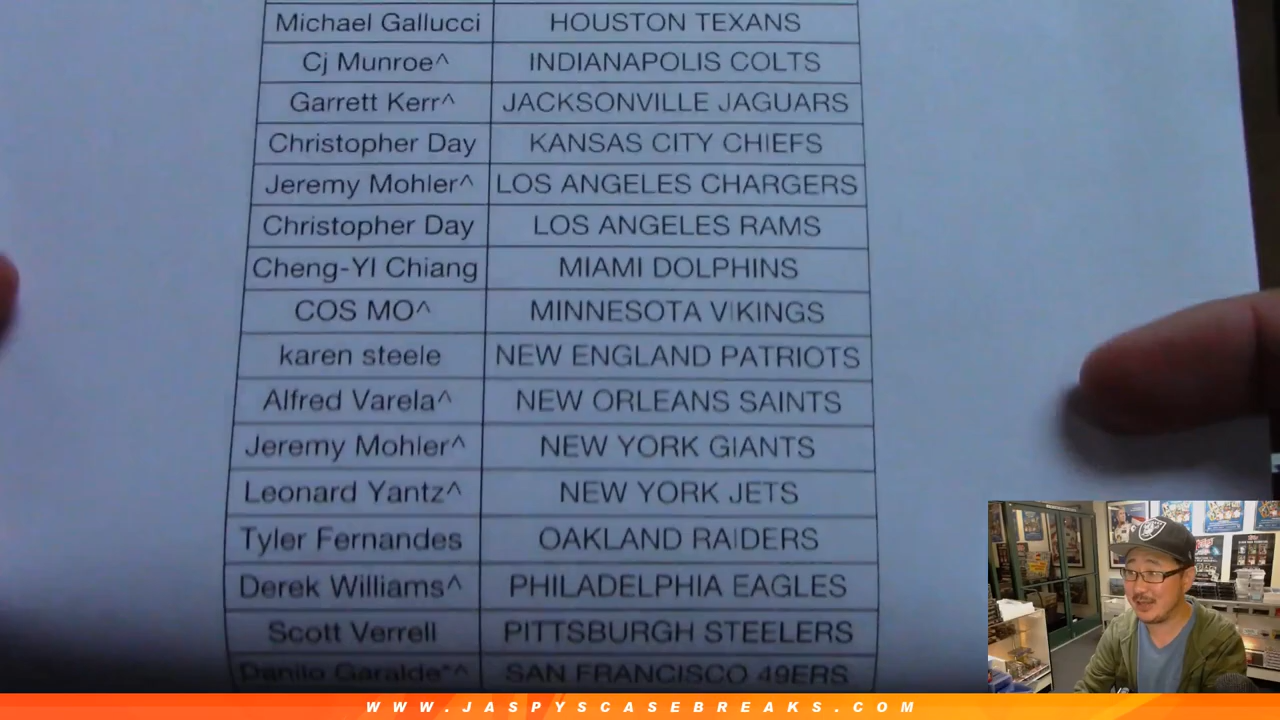 Michael Gallucci HOUSTON TEXANS
Cj Munroe^ INDIANAPOLIS COLTS
Garrett Kerr^ JACKSONVILLE JAGUARS
Christopher Day KANSAS CITY CHIEFS
Jeremy Mohler^ LOS ANGELES CHARGERS
Christopher Day LOS ANGELES RAMS
Cheng-YI Chiang MIAMI DOLPHINS
COS MO^ MINNESOTA VIKINGS
karen steele NEW ENGLAND PATRIOTS
Alfred Varela^ NEW ORLEANS SAINTS
Jeremy Mohler^ NEW YORK GIANTS
Leonard Yantz^ NEW YORK JETS
Tyler Fernandes OAKLAND RAIDERS
Derek Williams^ PHILADELPHIA EAGLES
Scott Verrell PITTSBURGH STEELERS
Danilo Garalde*^ SAN FRANCISCO 49ERS
WWW.JASPYSCASEBREAKS.COM